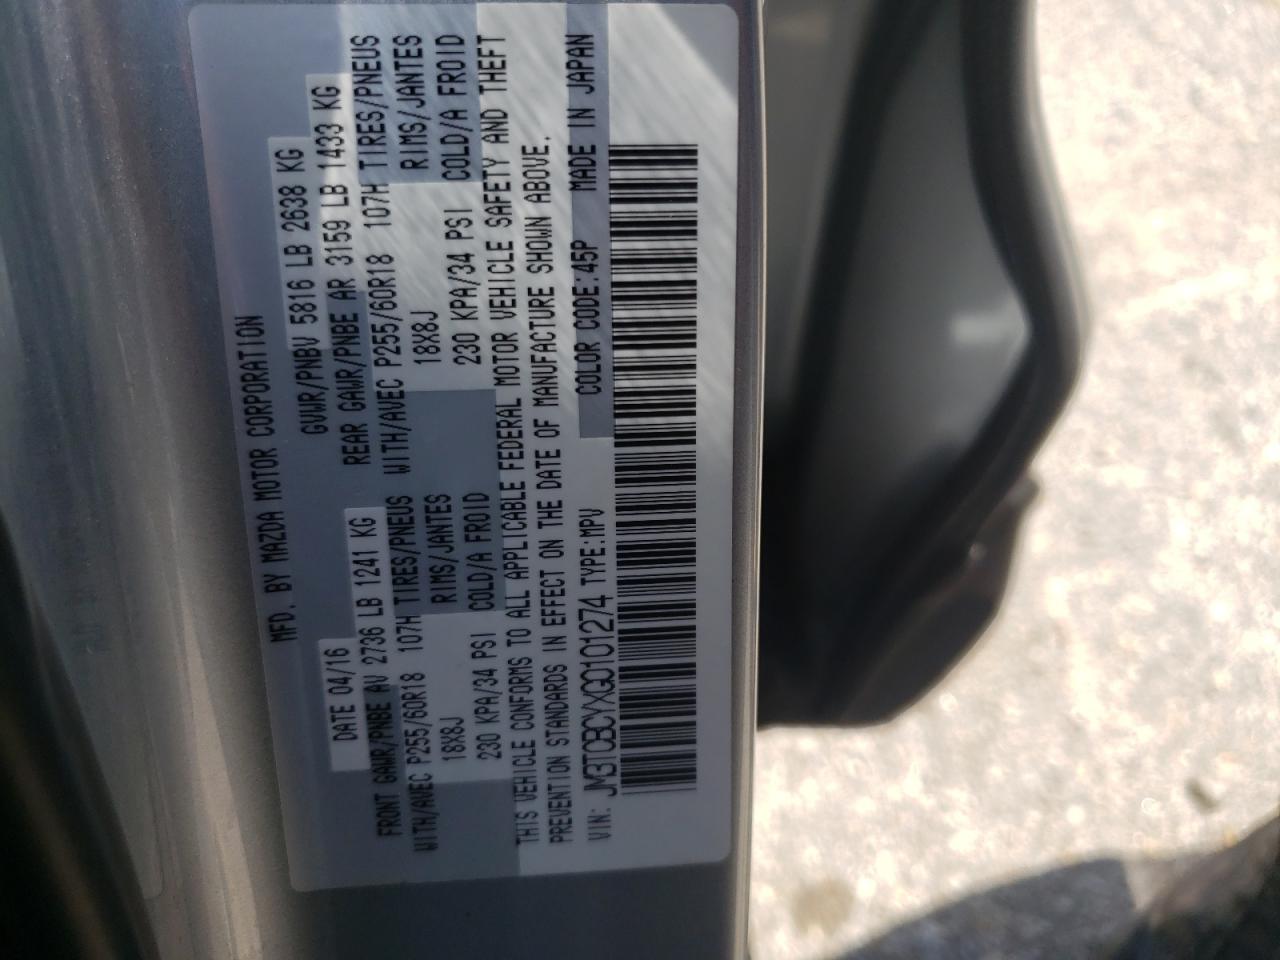 MFD. BY MAZDA MOTOR CORPORATION
DATE 04/16 GVWR/PNBV 5816 LB 2638 KG
FRONT GAWR/PNBE AV 2736 LB 1241 KG REAR GAWR/PNBE AR 3159 LB 1433 KG
WITH/AVEC P255/60R18 107H TIRES/PNEUS WITH/AVEC P255/60R18 107H TIRES/PNEUS
18X8J RIMS/JANTES 18X8J RIMS/JANTES
230 KPA/34 PSI COLD/A FROID 230 KPA/34 PSI COLD/A FROID
THIS VEHICLE CONFORMS TO ALL APPLICABLE FEDERAL MOTOR VEHICLE SAFETY AND THEFT
PREVENTION STANDARDS IN EFFECT ON THE DATE OF MANUFACTURE SHOWN ABOVE.
VIN: JM3TCBCYXG0101274 TYPE:MPV COLOR CODE:45P MADE IN JAPAN